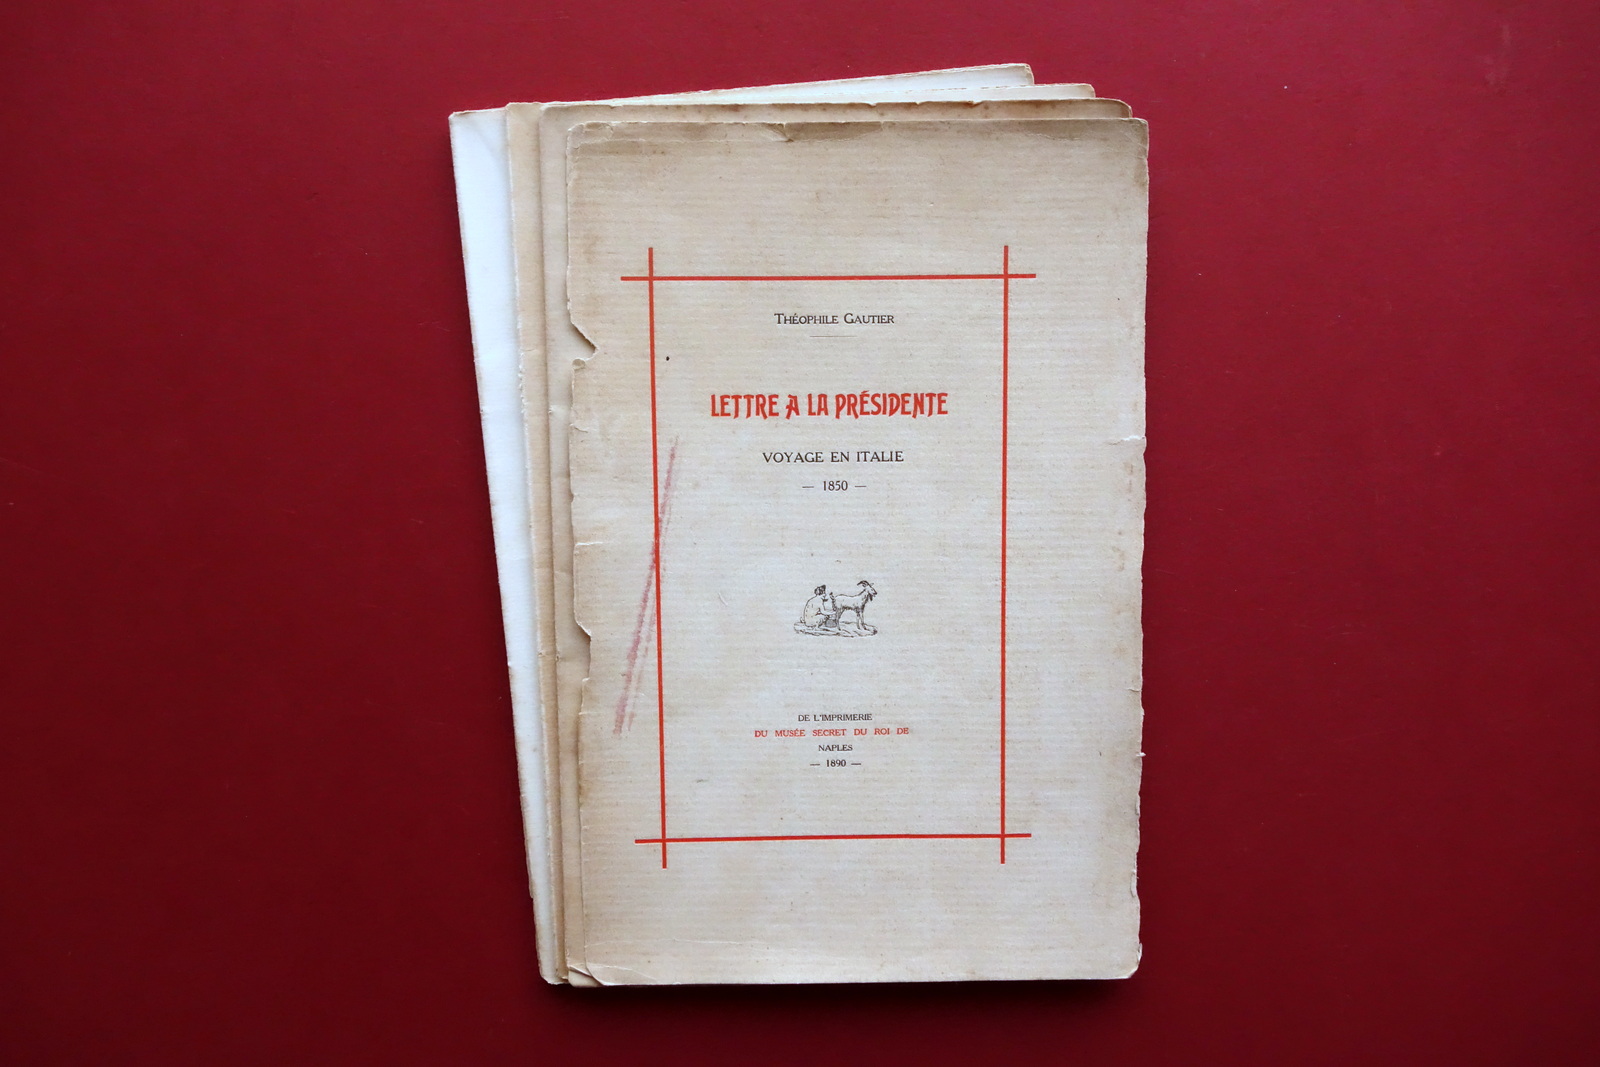 THÉOPHILE GAUTIER
LETTRE A LA PRÉSIDENTE
VOYAGE EN ITALIE
— 1850 —
DE L'IMPRIMERIE
DU MUSÉE SECRET DU ROI DE
NAPLES
— 1890 —